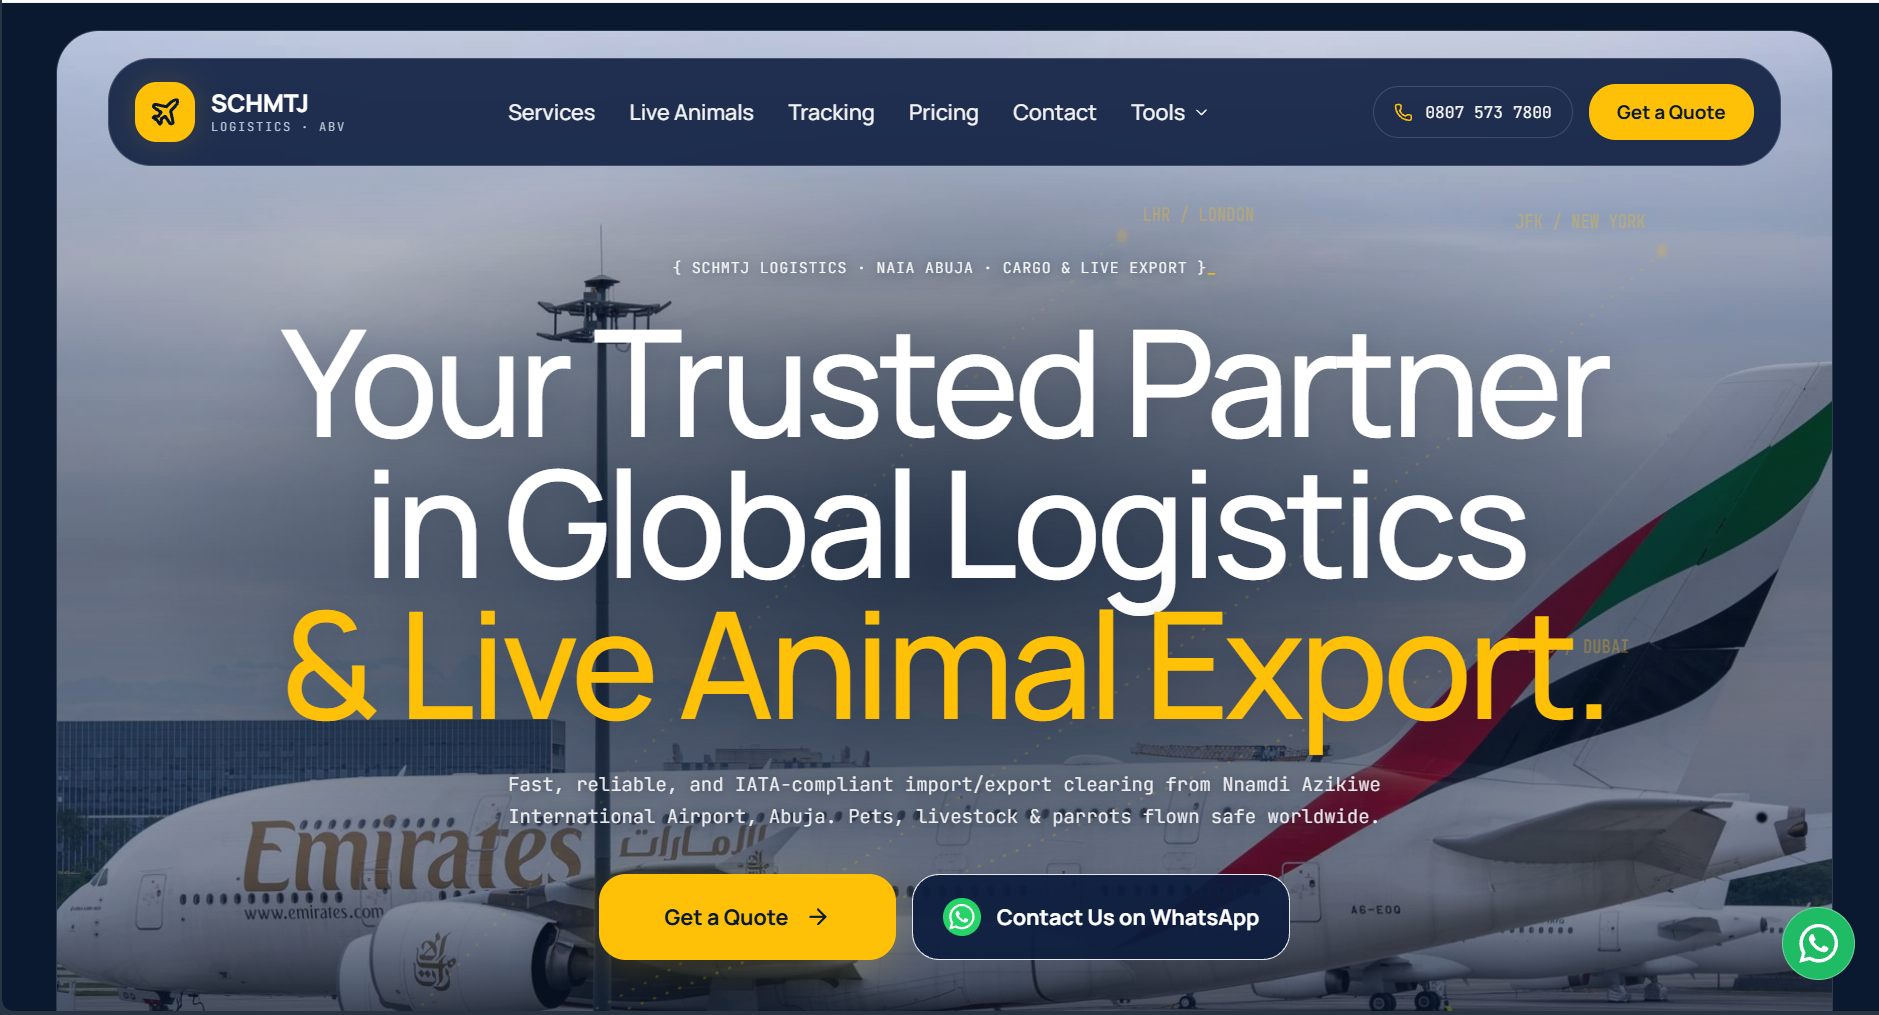 SCHMTJ
LOGISTICS · ABV
Services
Live Animals
Tracking
Pricing
Contact
Tools
0807 573 7800
Get a Quote
LHR / LONDON
JFK / NEW YORK
{ SCHMTJ LOGISTICS · NAIA ABUJA · CARGO & LIVE EXPORT }_
Your Trusted Partner
in Global Logistics
& Live Animal Export.
DUBAI
Fast, reliable, and IATA-compliant import/export clearing from Nnamdi Azikiwe
International Airport, Abuja. Pets, livestock & parrots flown safe worldwide.
Emirates
الإمارات
www.emirates.com
Get a Quote →
Contact Us on WhatsApp
A6-EOQ